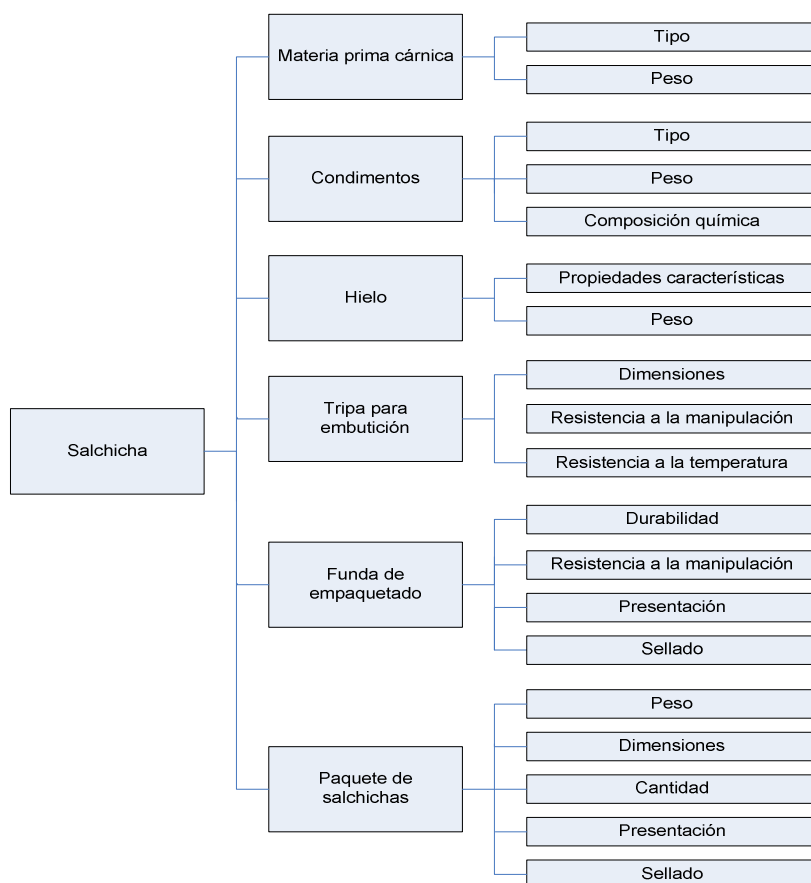 Salchicha
Materia prima cárnica
Tipo
Peso
Condimentos
Tipo
Peso
Composición química
Hielo
Propiedades características
Peso
Tripa para
embutición
Dimensiones
Resistencia a la manipulación
Resistencia a la temperatura
Funda de
empaquetado
Durabilidad
Resistencia a la manipulación
Presentación
Sellado
Paquete de
salchichas
Peso
Dimensiones
Cantidad
Presentación
Sellado